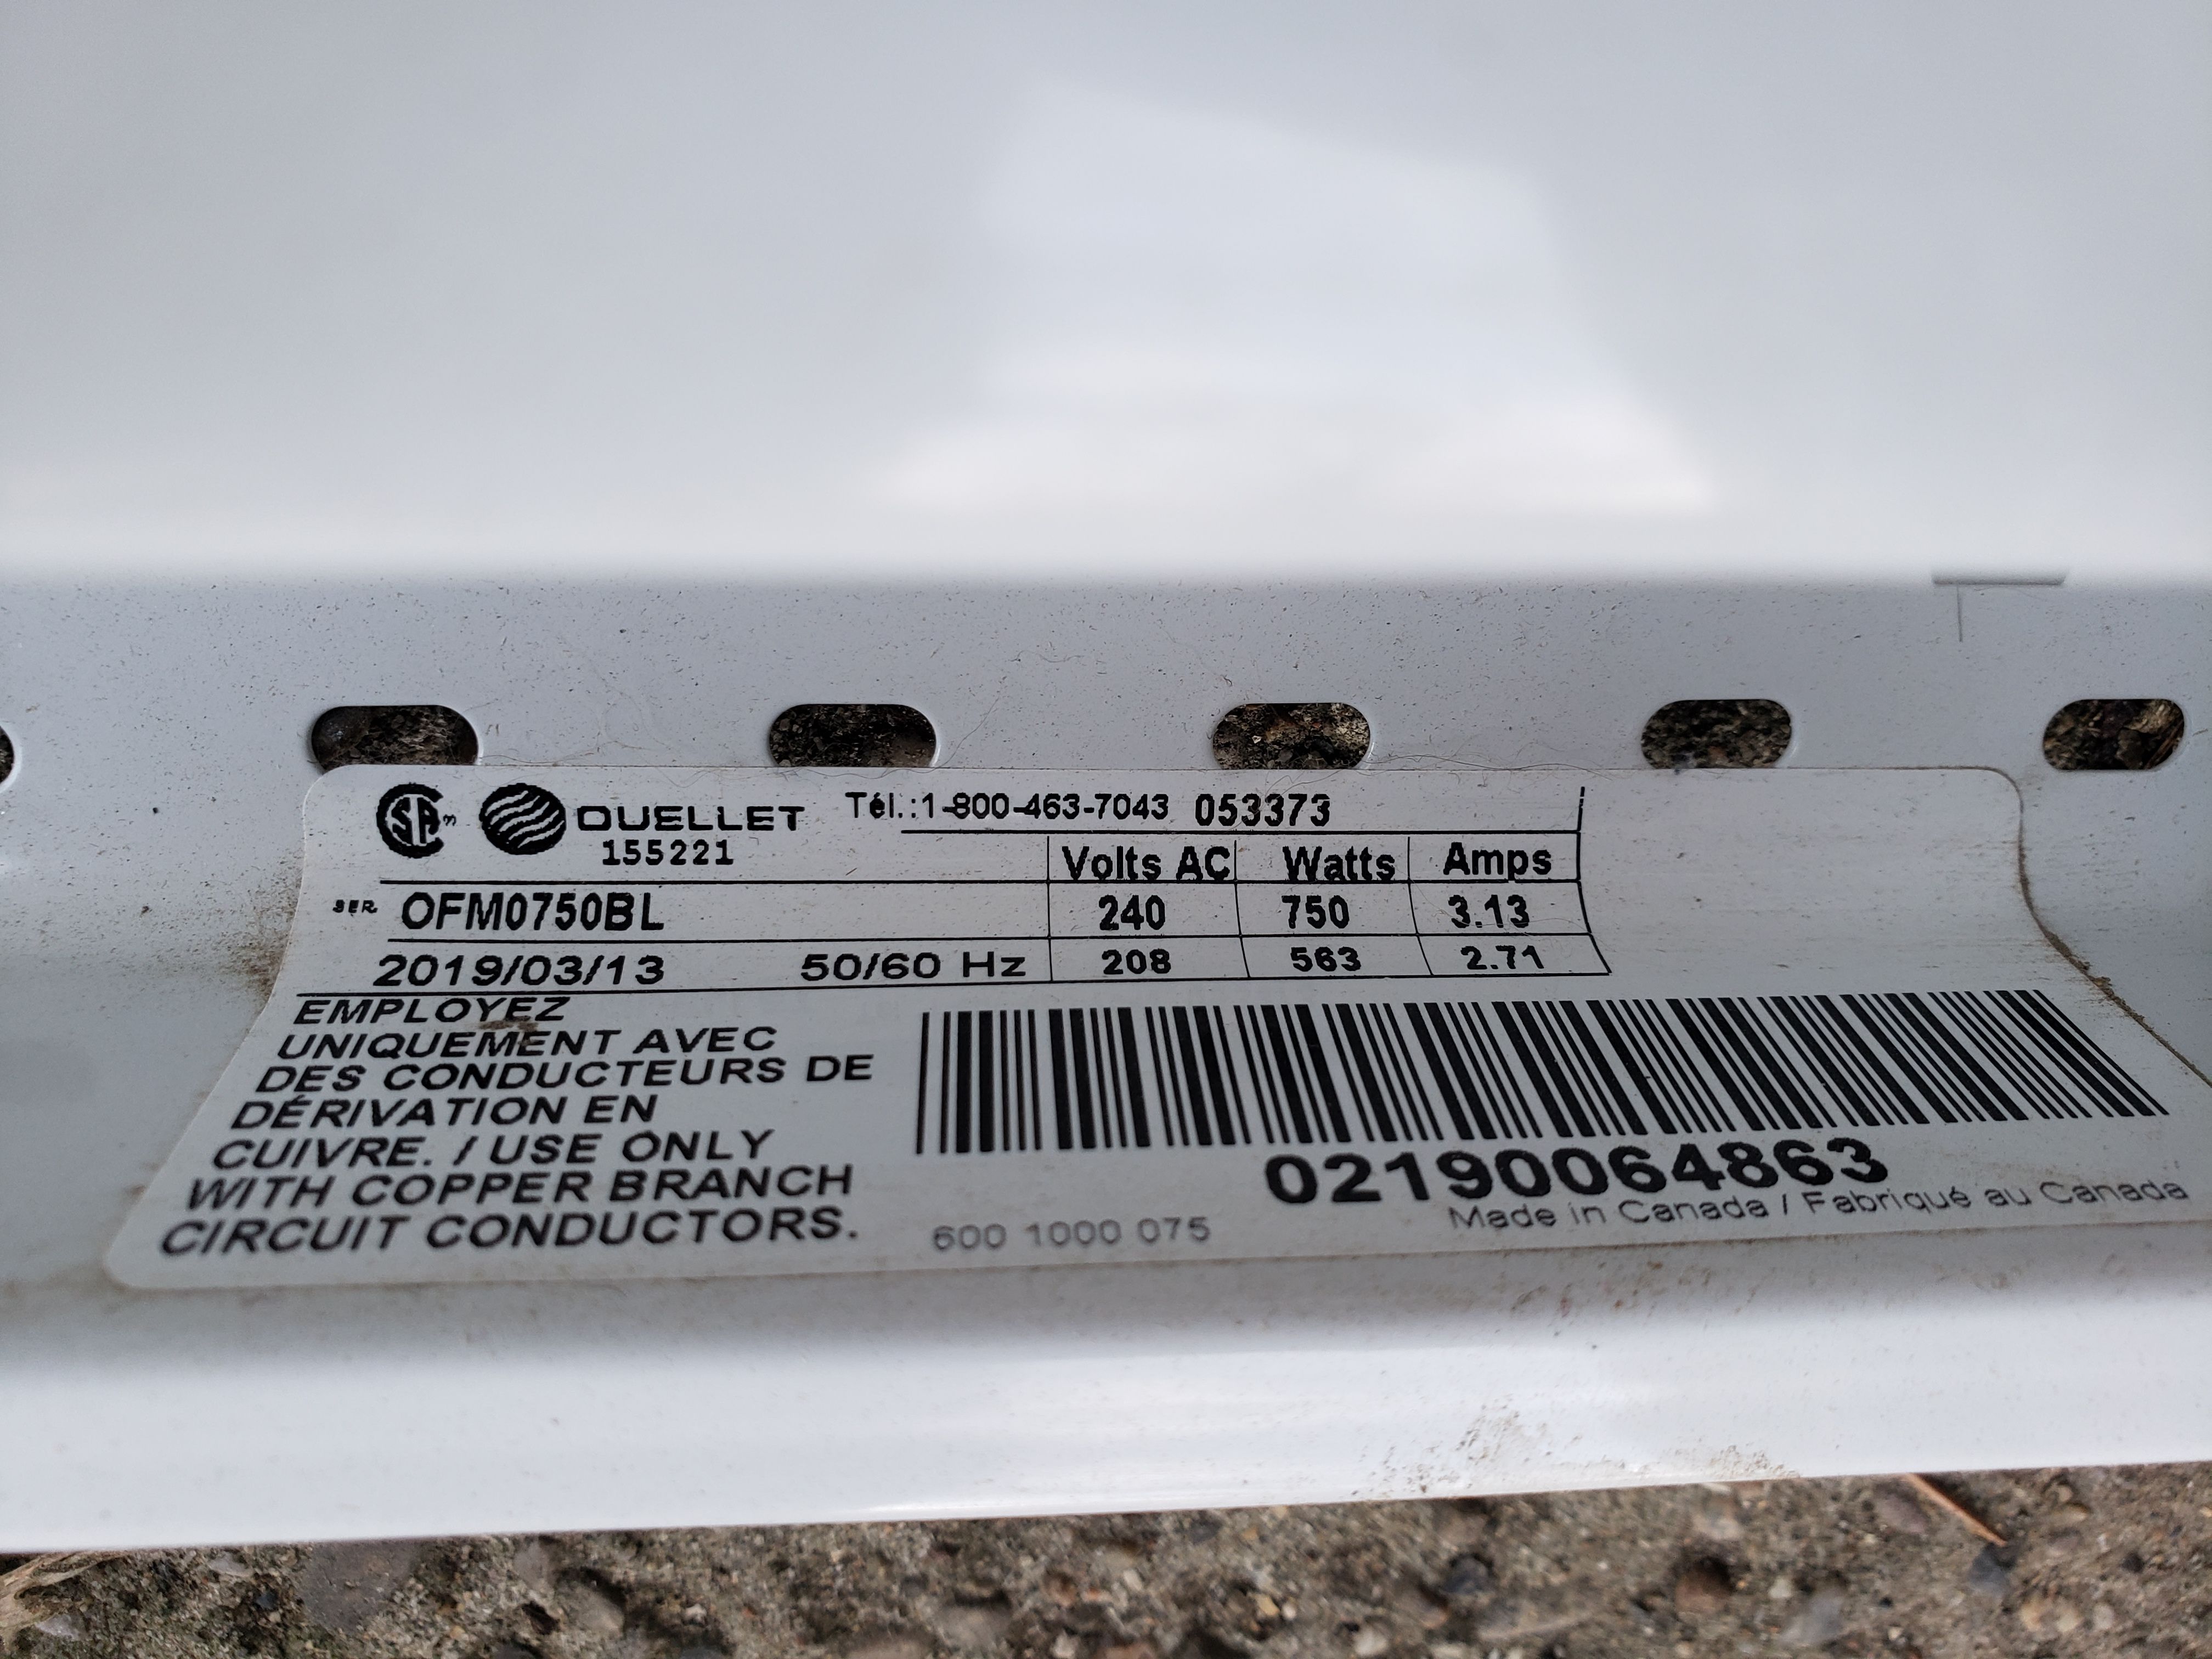 CSA OUELLET Tél.:1-800-463-7043 053373
155221
Volts AC Watts Amps
SER OFM0750BL 240 750 3.13
2019/03/13 50/60 Hz 208 563 2.71
EMPLOYEZ
UNIQUEMENT AVEC
DES CONDUCTEURS DE
DÉRIVATION EN
CUIVRE. / USE ONLY
WITH COPPER BRANCH
CIRCUIT CONDUCTORS.
02190064863
Made in Canada / Fabriqué au Canada
600 1000 075